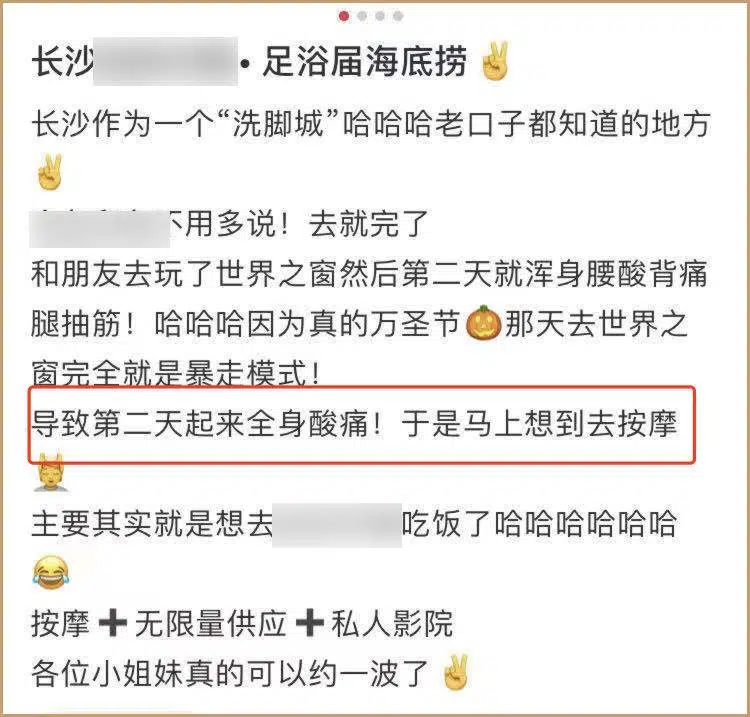 长沙 • 足浴届海底捞✌️
长沙作为一个“洗脚城”哈哈哈老口子都知道的地方
✌️
不用多说！去就完了
和朋友去玩了世界之窗然后第二天就浑身腰酸背痛
腿抽筋！哈哈哈因为真的万圣节🎃那天去世界之
窗完全就是暴走模式！
导致第二天起来全身酸痛！于是马上想到去按摩
💆
主要其实就是想去 吃饭了哈哈哈哈哈哈
😂
按摩➕无限量供应➕私人影院
各位小姐妹真的可以约一波了✌️